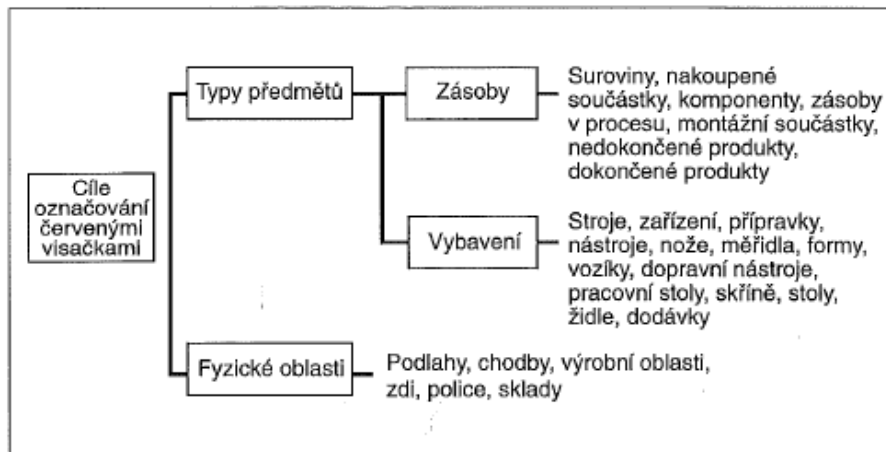 Cíle
označování
červenými
visačkami
Typy předmětů
Zásoby
Suroviny, nakoupené
součástky, komponenty, zásoby
v procesu, montážní součástky,
nedokončené produkty,
dokončené produkty
Vybavení
Stroje, zařízení, přípravky,
nástroje, nože, měřidla, formy,
vozíky, dopravní nástroje,
pracovní stoly, skříně, stoly,
židle, dodávky
Fyzické oblasti
Podlahy, chodby, výrobní oblasti,
zdi, police, sklady